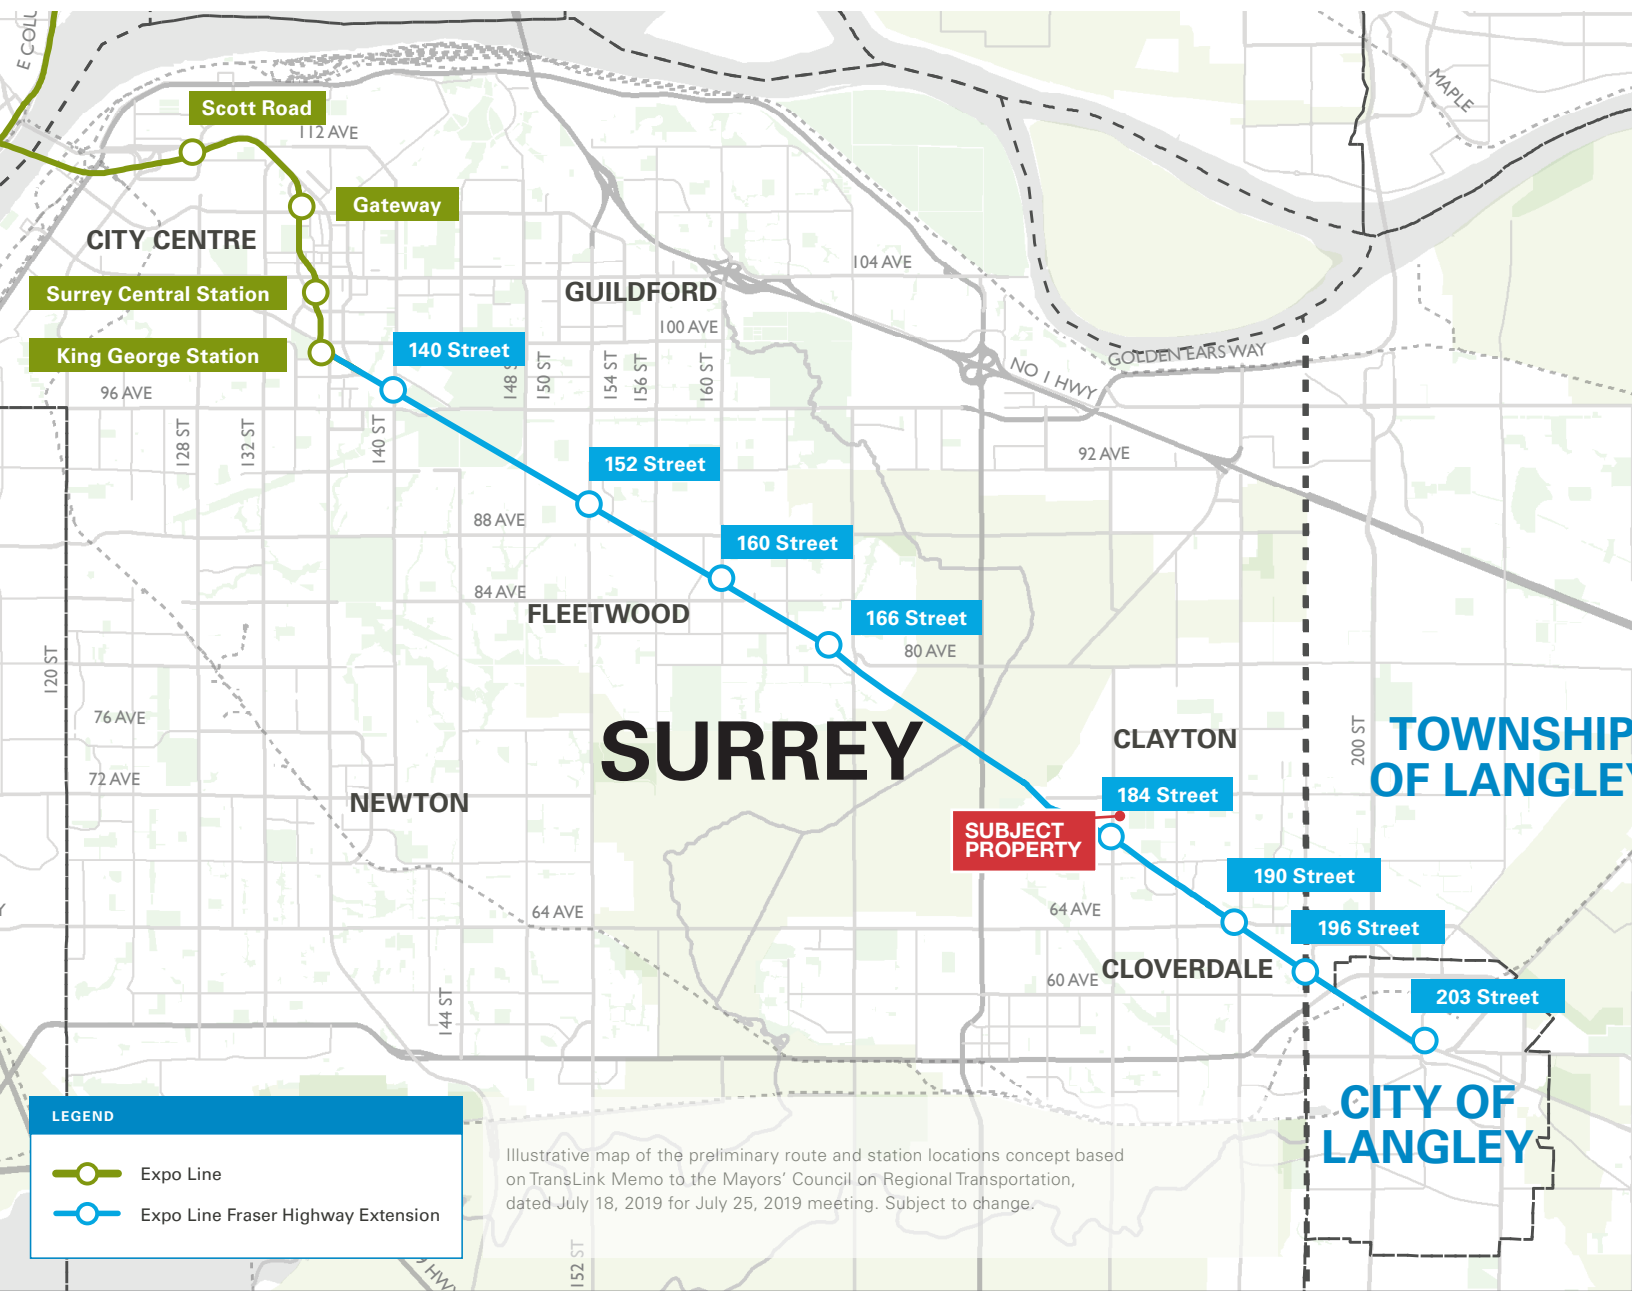 E COLU
MAPLE
Scott Road
112 AVE
Gateway
CITY CENTRE
104 AVE
Surrey Central Station
GUILDFORD
100 AVE
140 Street
King George Station
GOLDEN EARS WAY
NO 1 HWY
148 S
150 ST
154 ST
156 ST
160 ST
96 AVE
128 ST
132 ST
140 ST
92 AVE
152 Street
88 AVE
160 Street
84 AVE
FLEETWOOD
166 Street
80 AVE
120 ST
76 AVE
SURREY
CLAYTON
200 ST
TOWNSHIP
OF LANGLEY
72 AVE
NEWTON
184 Street
SUBJECT
PROPERTY
190 Street
64 AVE
64 AVE
196 Street
CLOVERDALE
60 AVE
203 Street
144 ST
CITY OF
LANGLEY
LEGEND
Expo Line
Expo Line Fraser Highway Extension
Illustrative map of the preliminary route and station locations concept based
on TransLink Memo to the Mayors' Council on Regional Transportation,
dated July 18, 2019 for July 25, 2019 meeting. Subject to change.
152 ST
HWY